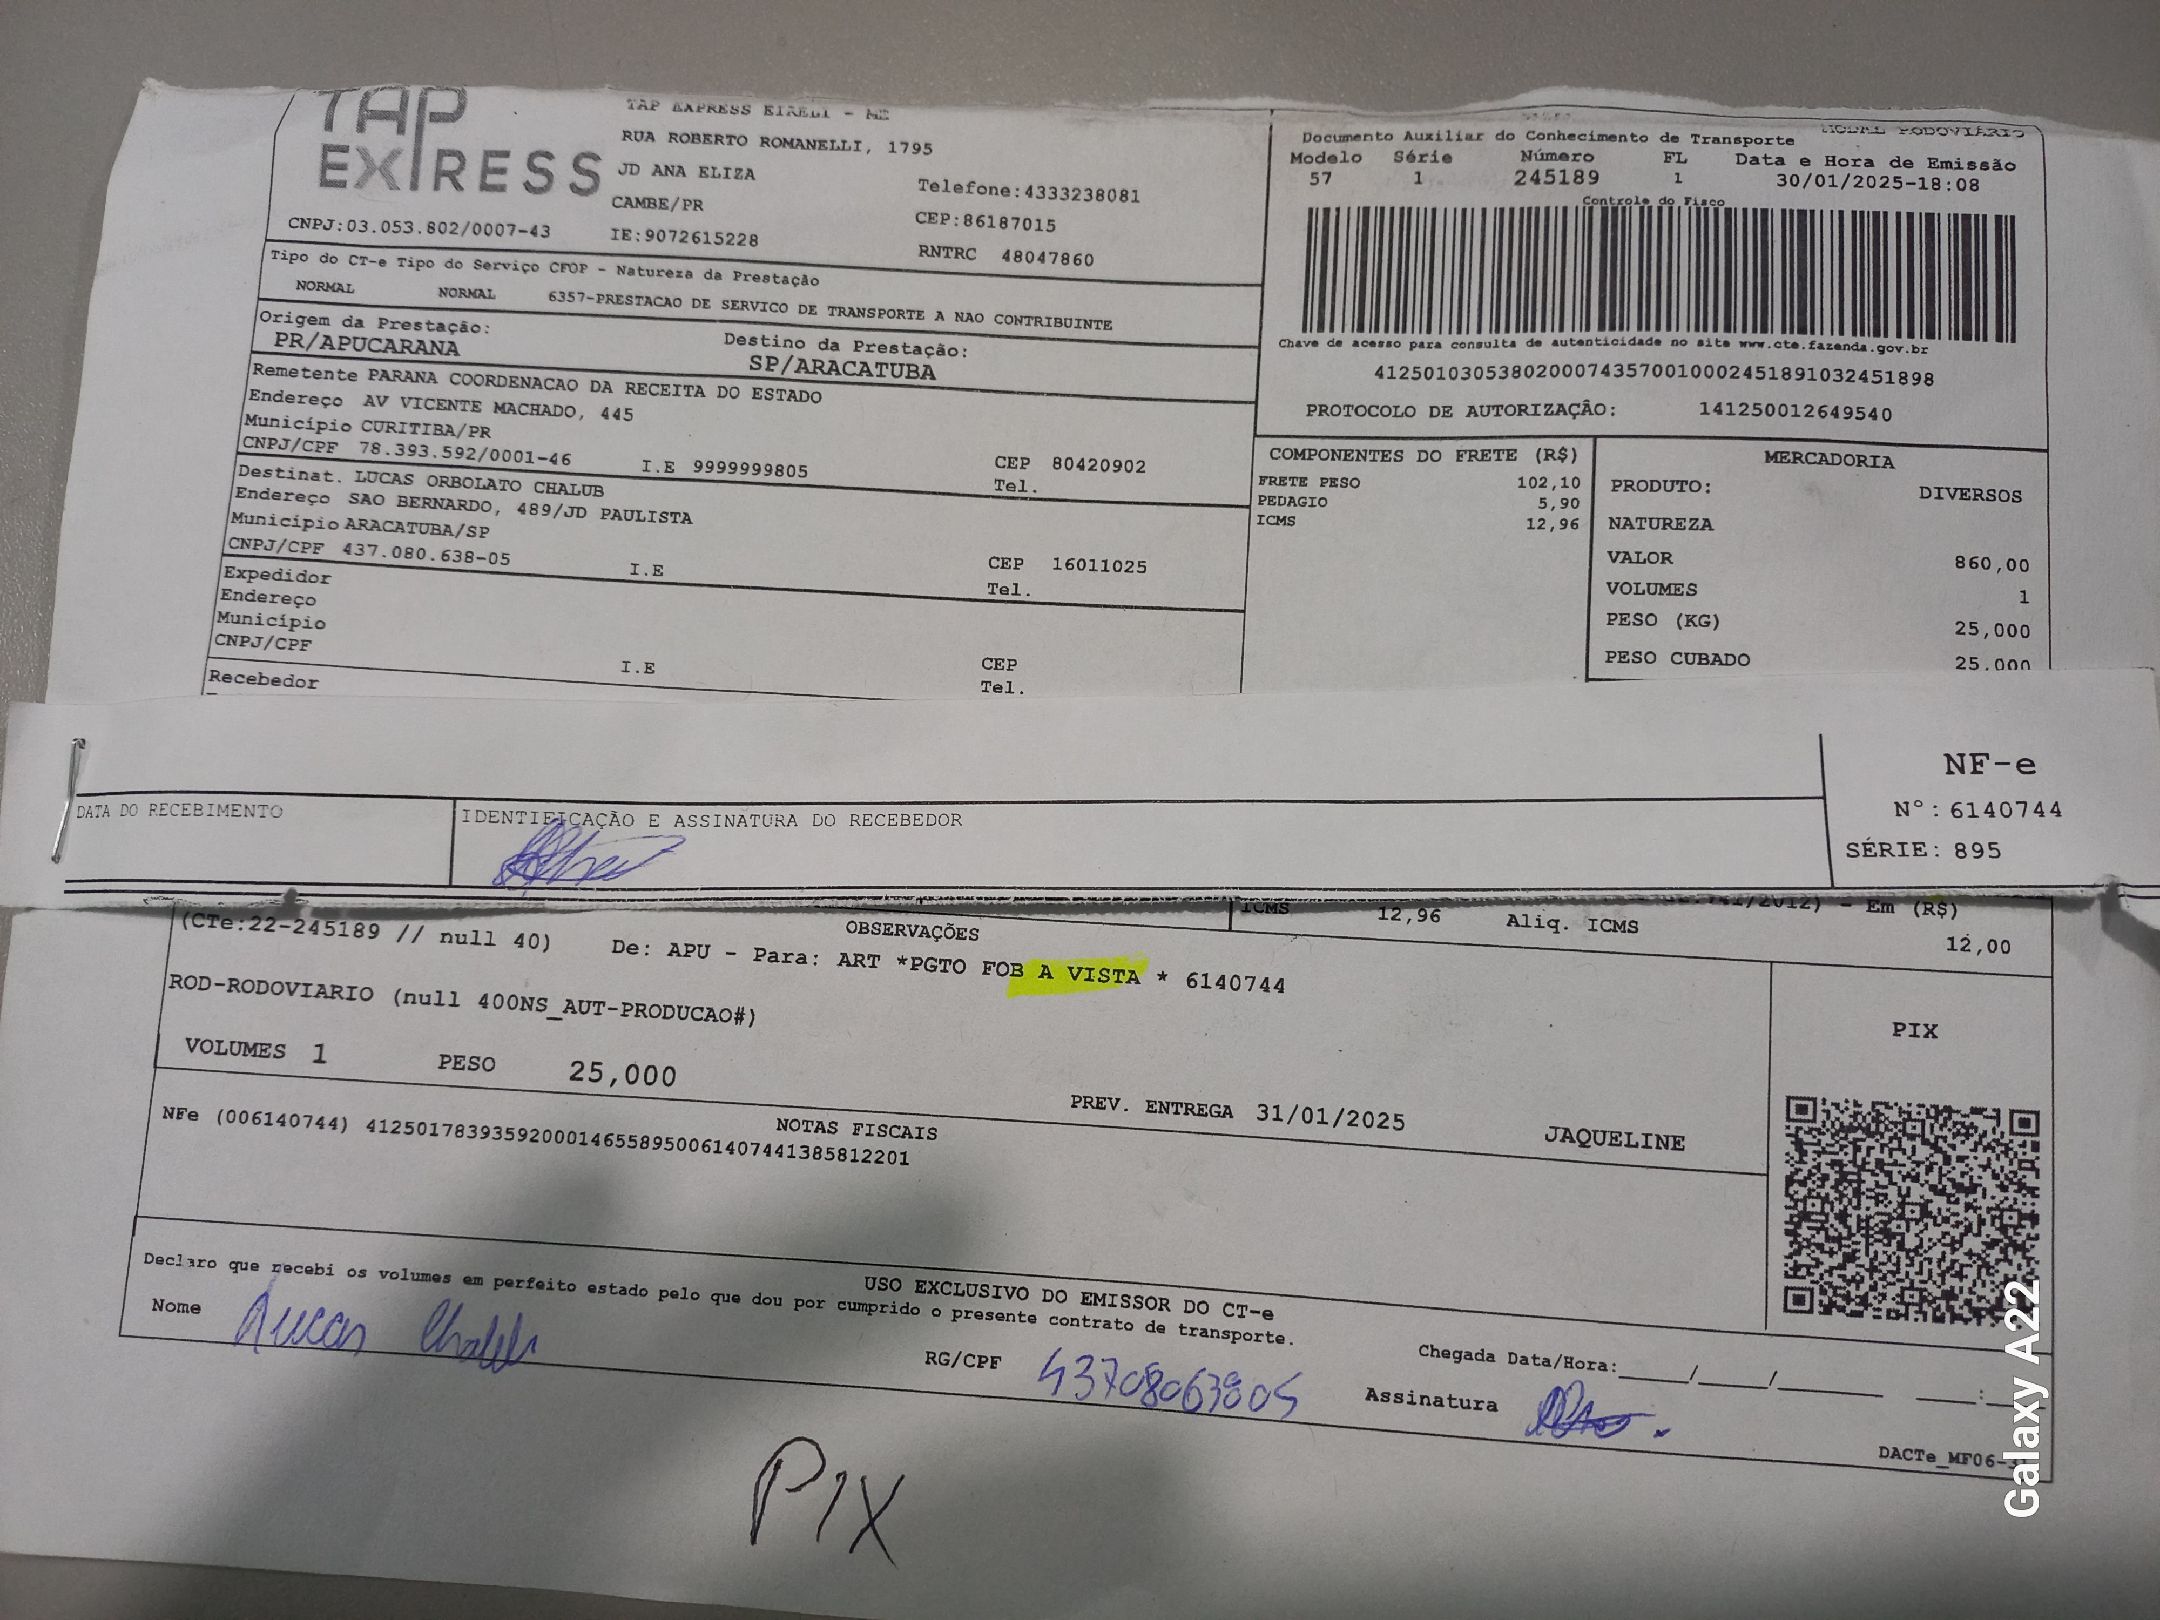 TAP EXPRESS
TAP EXPRESS EIRELI - ME
RUA ROBERTO ROMANELLI, 1795
JD ANA ELIZA
Telefone:4333238081
CAMBE/PR
CEP:86187015
CNPJ:03.053.802/0007-43
IE:9072615228
RNTRC 48047860
MODAL RODOVIÁRIO
Documento Auxiliar do Conhecimento de Transporte
Modelo Série Número FL Data e Hora de Emissão
57 1 245189 1 30/01/2025-18:08
Controle do Fisco
Chave de acesso para consulta de autenticidade no site www.cte.fazenda.gov.br
41250103053802000743570010002451891032451898
PROTOCOLO DE AUTORIZAÇÃO: 141250012649540
Tipo do CT-e Tipo do Serviço CFOP - Natureza da Prestação
NORMAL NORMAL 6357-PRESTACAO DE SERVICO DE TRANSPORTE A NAO CONTRIBUINTE
Origem da Prestação: Destino da Prestação:
PR/APUCARANA SP/ARACATUBA
Remetente PARANA COORDENACAO DA RECEITA DO ESTADO
Endereço AV VICENTE MACHADO, 445
Município CURITIBA/PR CEP 80420902
CNPJ/CPF 78.393.592/0001-46 I.E 9999999805 Tel.
Destinat. LUCAS ORBOLATO CHALUB
Endereço SAO BERNARDO, 489/JD PAULISTA
Município ARACATUBA/SP CEP 16011025
CNPJ/CPF 437.080.638-05 I.E Tel.
Expedidor
Endereço
Município CEP
CNPJ/CPF I.E Tel.
Recebedor
COMPONENTES DO FRETE (R$)
FRETE PESO 102,10
PEDAGIO 5,90
ICMS 12,96
MERCADORIA
PRODUTO: DIVERSOS
NATUREZA
VALOR 860,00
VOLUMES 1
PESO (KG) 25,000
PESO CUBADO 25,000
NF-e
Nº: 6140744
SÉRIE: 895
DATA DO RECEBIMENTO
IDENTIFICAÇÃO E ASSINATURA DO RECEBEDOR
12.741/2012) - Em (R$)
ICMS 12,96 Aliq. ICMS 12,00
OBSERVAÇÕES
(CTe:22-245189 // null 40) De: APU - Para: ART *PGTO FOB A VISTA * 6140744
ROD-RODOVIARIO (null 400NS_AUT-PRODUCAO#)
VOLUMES 1 PESO 25,000 PREV. ENTREGA 31/01/2025 JAQUELINE
PIX
NOTAS FISCAIS
NFe (006140744) 41250178393592000146558950061407441385812201
USO EXCLUSIVO DO EMISSOR DO CT-e
Declaro que recebi os volumes em perfeito estado pelo que dou por cumprido o presente contrato de transporte.
Nome Lucas Chalub RG/CPF 43708063805 Assinatura
Chegada Data/Hora:____/____/______ ____:____
DACTe_MF06-
PIX
Galaxy A22